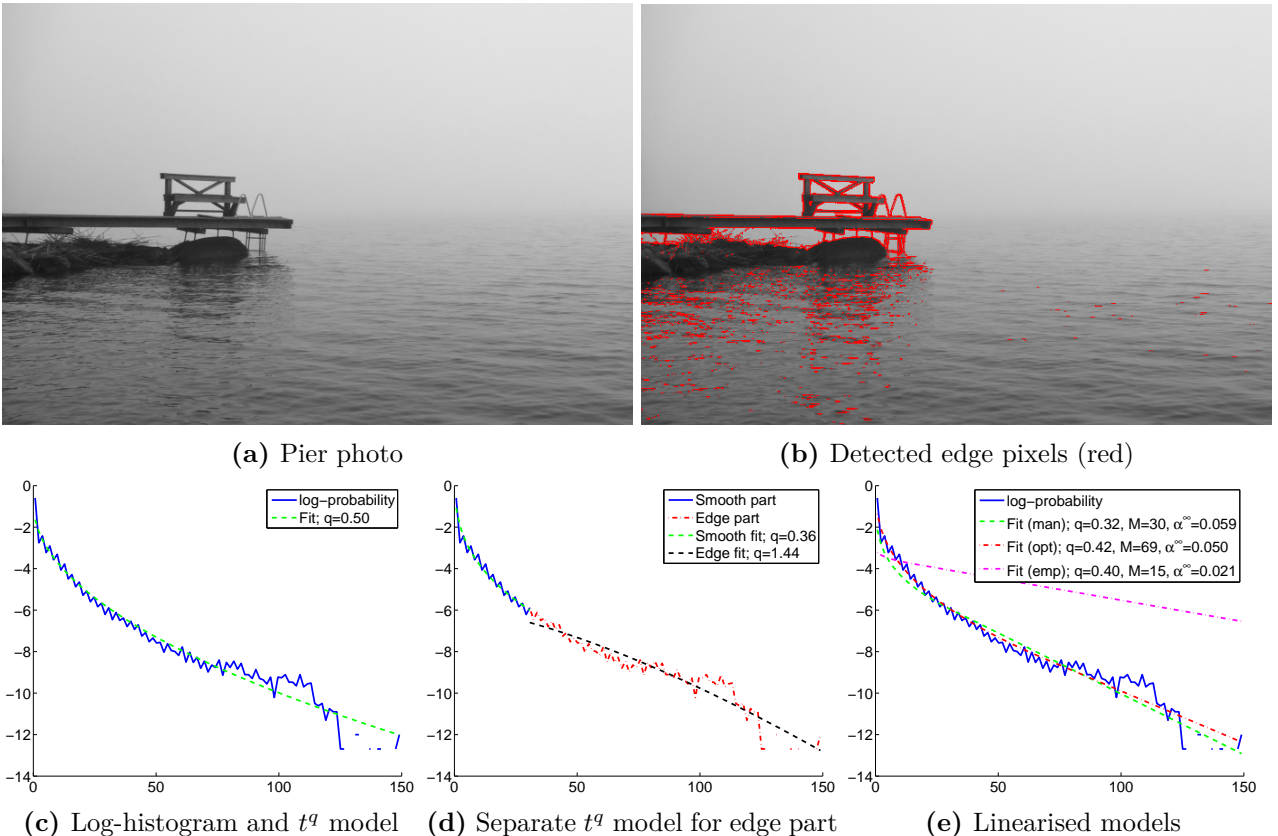 (a) Pier photo
(b) Detected edge pixels (red)
0
−2
−4
−6
−8
−10
−12
−14
0 50 100 150
log−probability
Fit; q=0.50
(c) Log-histogram and t^q model
0
−2
−4
−6
−8
−10
−12
−14
0 50 100 150
Smooth part
Edge part
Smooth fit; q=0.36
Edge fit; q=1.44
(d) Separate t^q model for edge part
0
−2
−4
−6
−8
−10
−12
−14
0 50 100 150
log−probability
Fit (man); q=0.32, M=30, α^∞=0.059
Fit (opt); q=0.42, M=69, α^∞=0.050
Fit (emp); q=0.40, M=15, α^∞=0.021
(e) Linearised models